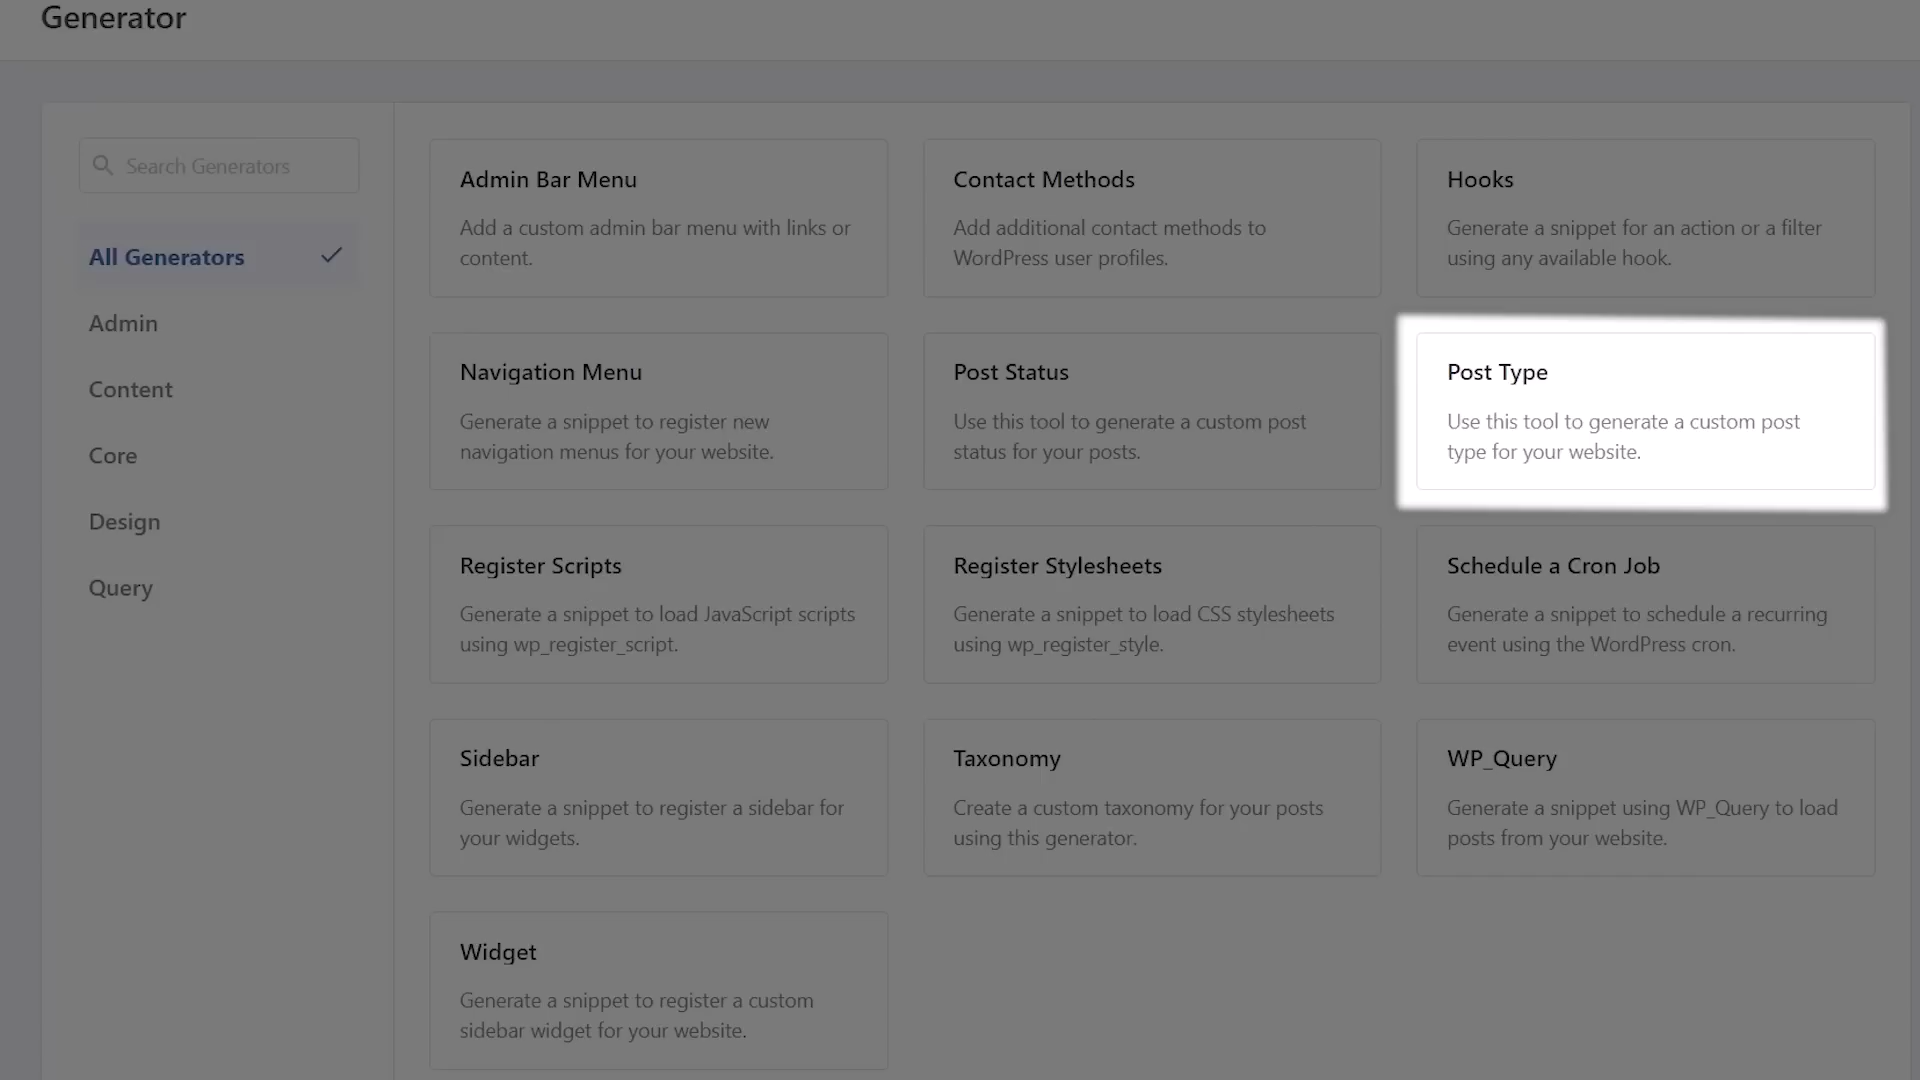 Generator
Search Generators
All Generators
Admin
Content
Core
Design
Query
Admin Bar Menu
Add a custom admin bar menu with links or
content.
Contact Methods
Add additional contact methods to
WordPress user profiles.
Hooks
Generate a snippet for an action or a filter
using any available hook.
Navigation Menu
Generate a snippet to register new
navigation menus for your website.
Post Status
Use this tool to generate a custom post
status for your posts.
Post Type
Use this tool to generate a custom post
type for your website.
Register Scripts
Generate a snippet to load JavaScript scripts
using wp_register_script.
Register Stylesheets
Generate a snippet to load CSS stylesheets
using wp_register_style.
Schedule a Cron Job
Generate a snippet to schedule a recurring
event using the WordPress cron.
Sidebar
Generate a snippet to register a sidebar for
your widgets.
Taxonomy
Create a custom taxonomy for your posts
using this generator.
WP_Query
Generate a snippet using WP_Query to load
posts from your website.
Widget
Generate a snippet to register a custom
sidebar widget for your website.